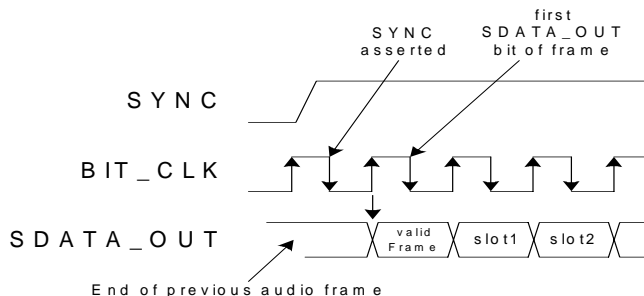 SYNC
asserted
first
SDATA_OUT
bit of frame
SYNC
BIT_CLK
SDATA_OUT
valid
Frame
slot1
slot2
End of previous audio frame